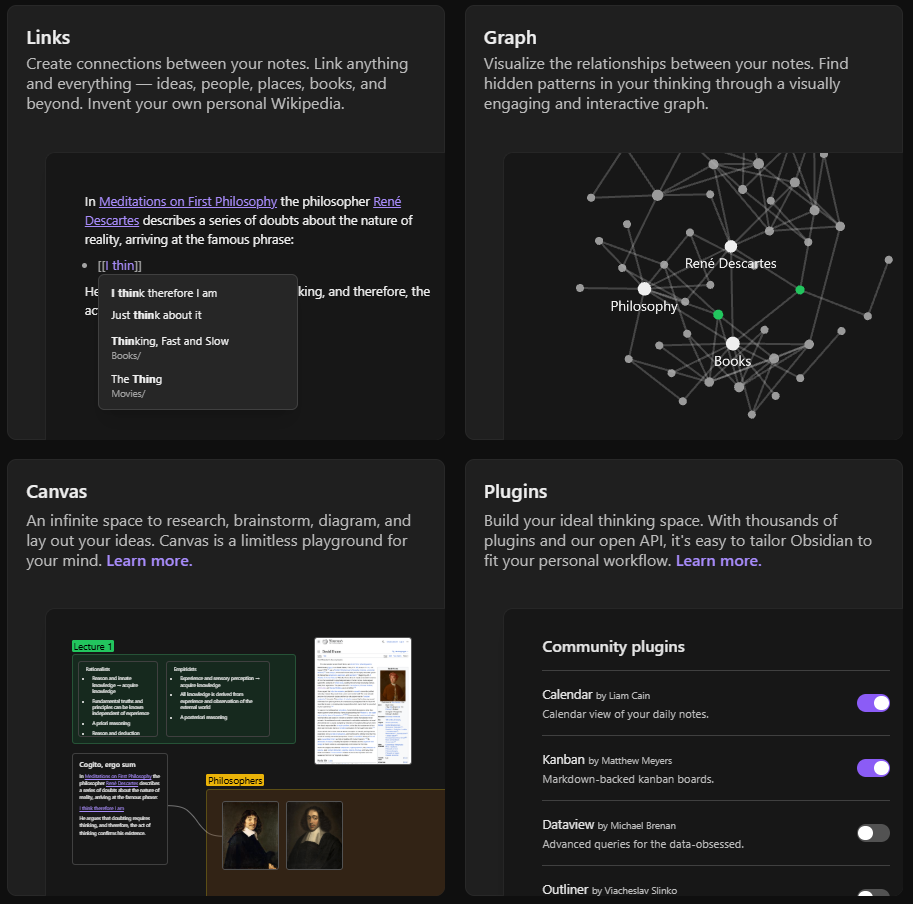 Links
Create connections between your notes. Link anything
and everything — ideas, people, places, books, and
beyond. Invent your own personal Wikipedia.
In Meditations on First Philosophy the philosopher René
Descartes describes a series of doubts about the nature of
reality, arriving at the famous phrase:
[[I thin]]
He
king, and therefore, the
ac
I think therefore I am
Just think about it
Thinking, Fast and Slow
Books/
The Thing
Movies/
Graph
Visualize the relationships between your notes. Find
hidden patterns in your thinking through a visually
engaging and interactive graph.
René Descartes
Philosophy
Books
Canvas
An infinite space to research, brainstorm, diagram, and
lay out your ideas. Canvas is a limitless playground for
your mind. Learn more.
Lecture 1
Rationalists
Reason and innate
knowledge — acquire
knowledge
Fundamental truths and
principles can be known
independent of experience
A priori reasoning
Reason and deduction
Empiricists
Experience and sensory perception —
acquire knowledge
All knowledge is derived from
experience and observation of the
external world
A posteriori reasoning
Cogito, ergo sum
In Meditations on First Philosophy the
philosopher René Descartes describes
a series of doubts about the nature of
reality, arriving at the famous phrase:
I think therefore I am
He argues that doubting requires
thinking, and therefore, the act of
thinking confirms his existence.
Philosophers
Plugins
Build your ideal thinking space. With thousands of
plugins and our open API, it's easy to tailor Obsidian to
fit your personal workflow. Learn more.
Community plugins
Calendar by Liam Cain
Calendar view of your daily notes.
Kanban by Matthew Meyers
Markdown-backed kanban boards.
Dataview by Michael Brenan
Advanced queries for the data-obsessed.
Outliner by Viacheslav Slinko